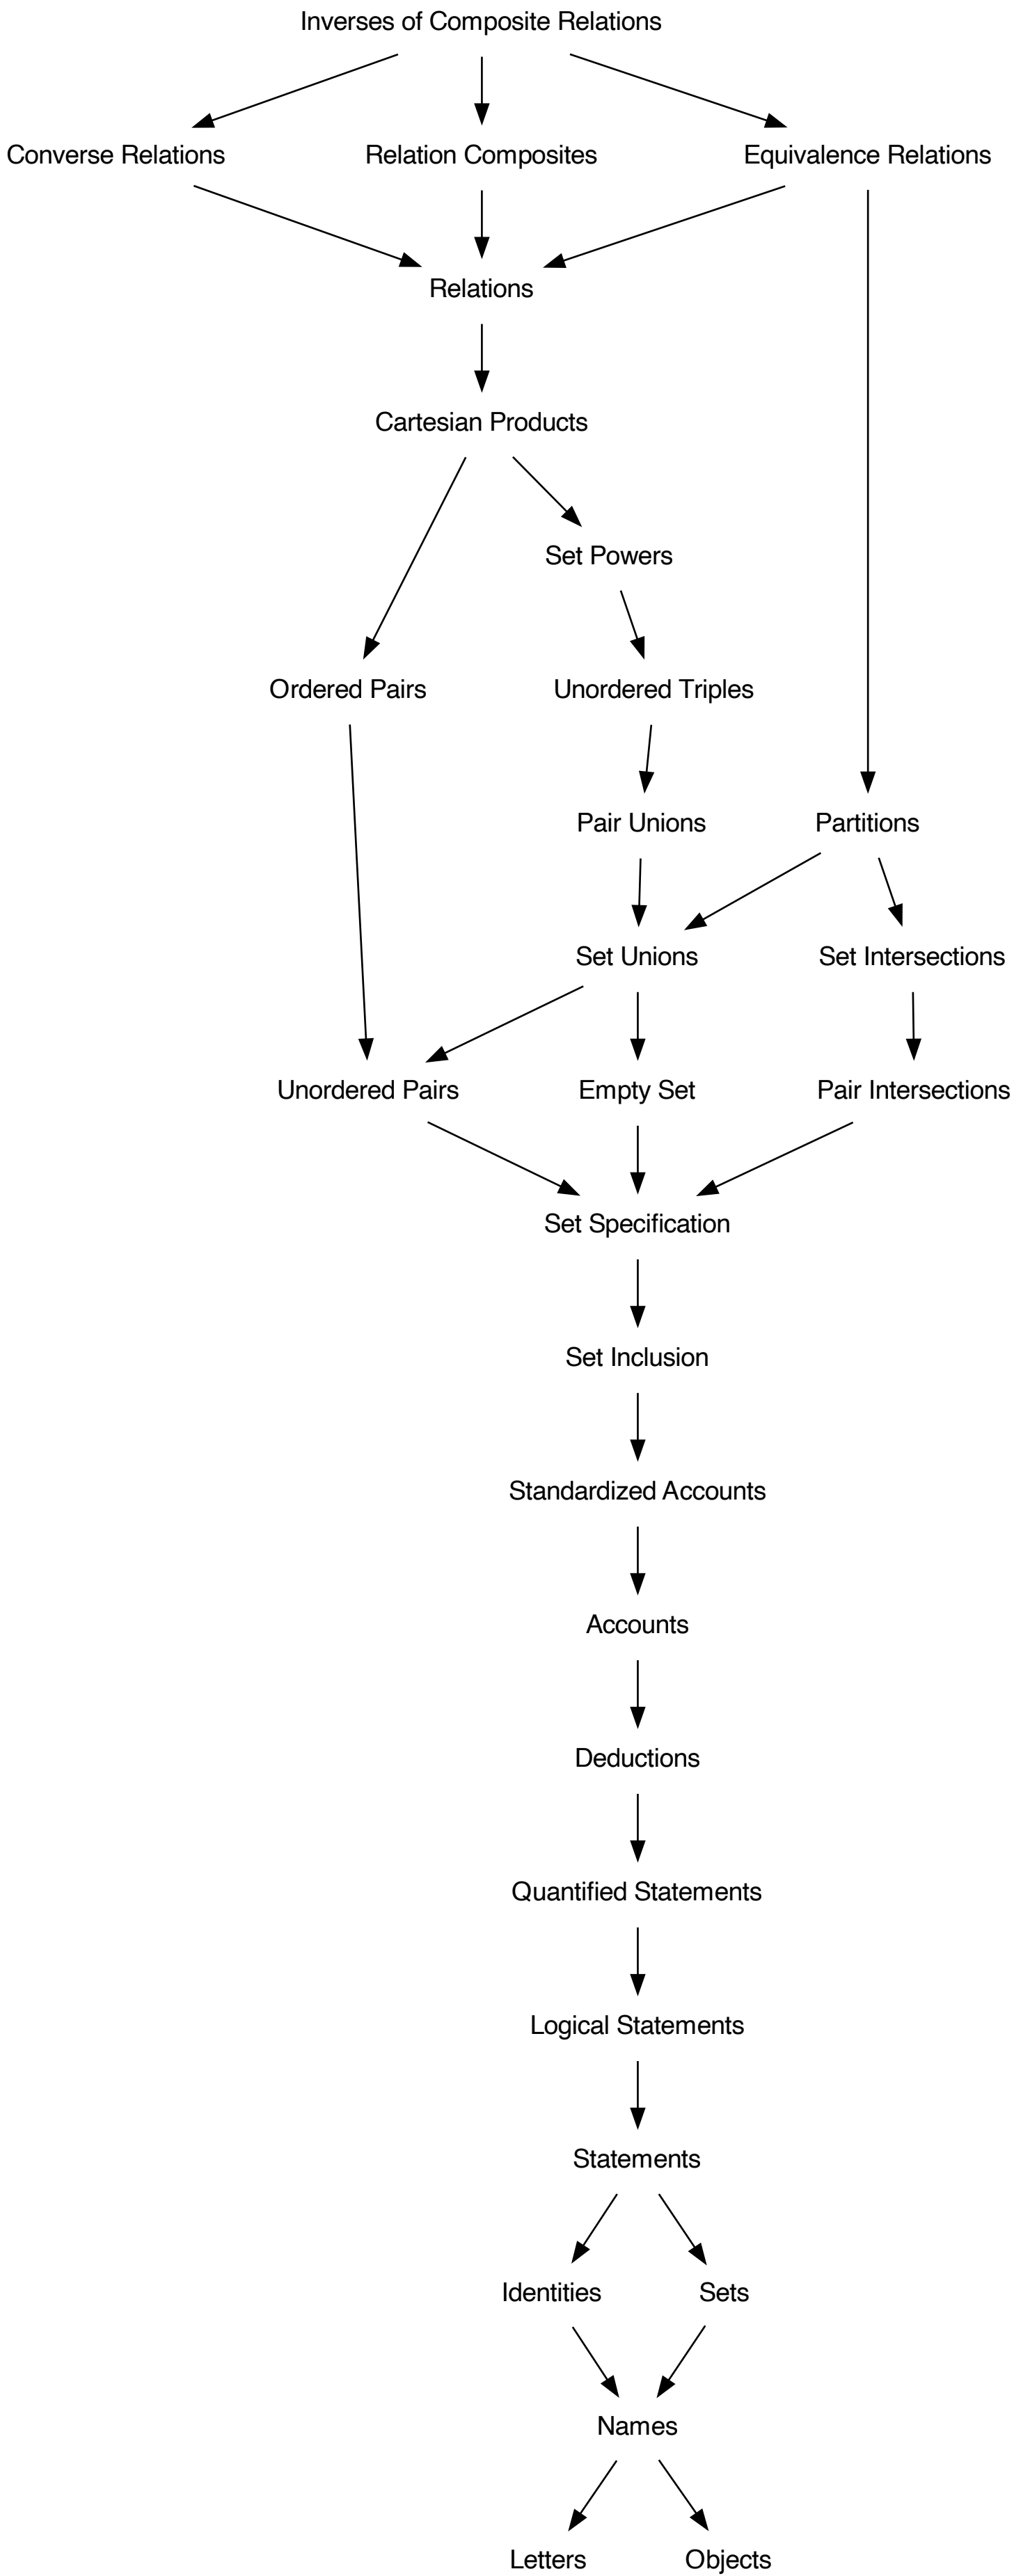 Inverses of Composite Relations
Converse Relations
Relation Composites
Equivalence Relations
Relations
Cartesian Products
Set Powers
Ordered Pairs
Unordered Triples
Pair Unions
Partitions
Set Unions
Set Intersections
Unordered Pairs
Empty Set
Pair Intersections
Set Specification
Set Inclusion
Standardized Accounts
Accounts
Deductions
Quantified Statements
Logical Statements
Statements
Identities
Sets
Names
Letters
Objects